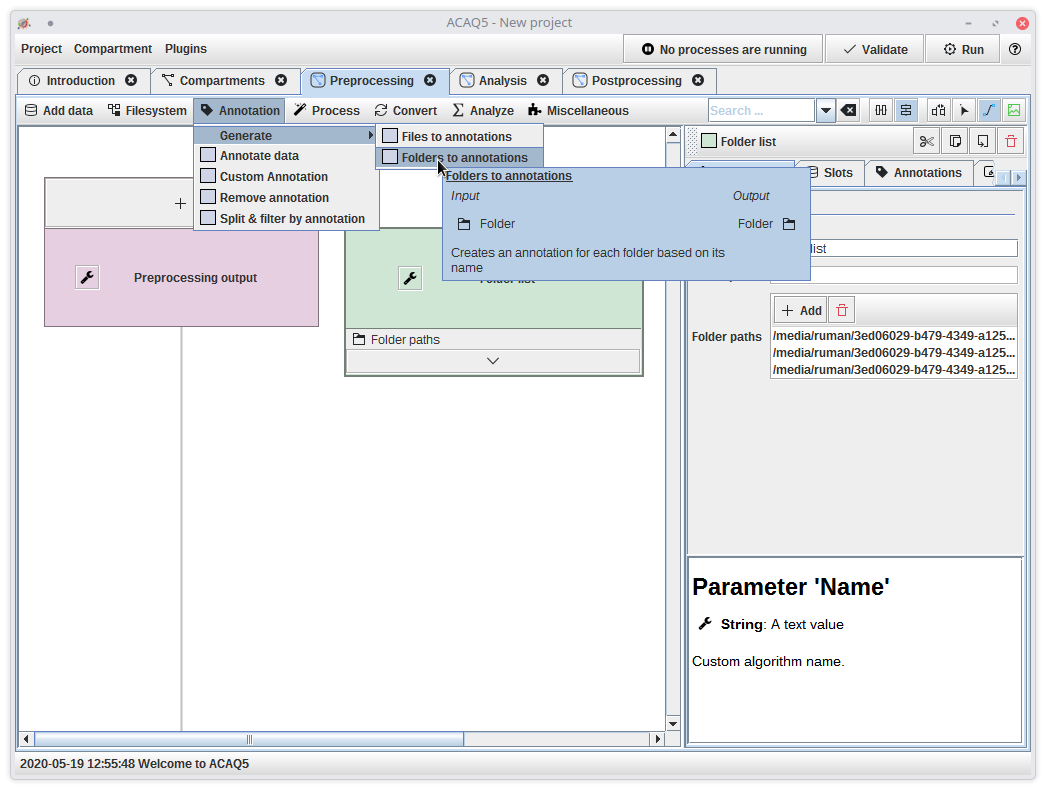 ACAQ5 - New project
Project Compartment Plugins No processes are running Validate Run
Introduction Compartments Preprocessing Analysis Postprocessing
Add data Filesystem Annotation Process Convert Analyze Miscellaneous Search ...
Generate
Annotate data
Custom Annotation
Remove annotation
Split & filter by annotation
Files to annotations
Folders to annotations
Folders to annotations
Input Output
Folder Folder
Creates an annotation for each folder based on its
name
Preprocessing output
Folder paths
Folder list
Slots Annotations
list
Add
Folder paths
/media/ruman/3ed06029-b479-4349-a125...
/media/ruman/3ed06029-b479-4349-a125...
/media/ruman/3ed06029-b479-4349-a125...
Parameter 'Name'
String: A text value
Custom algorithm name.
2020-05-19 12:55:48 Welcome to ACAQ5